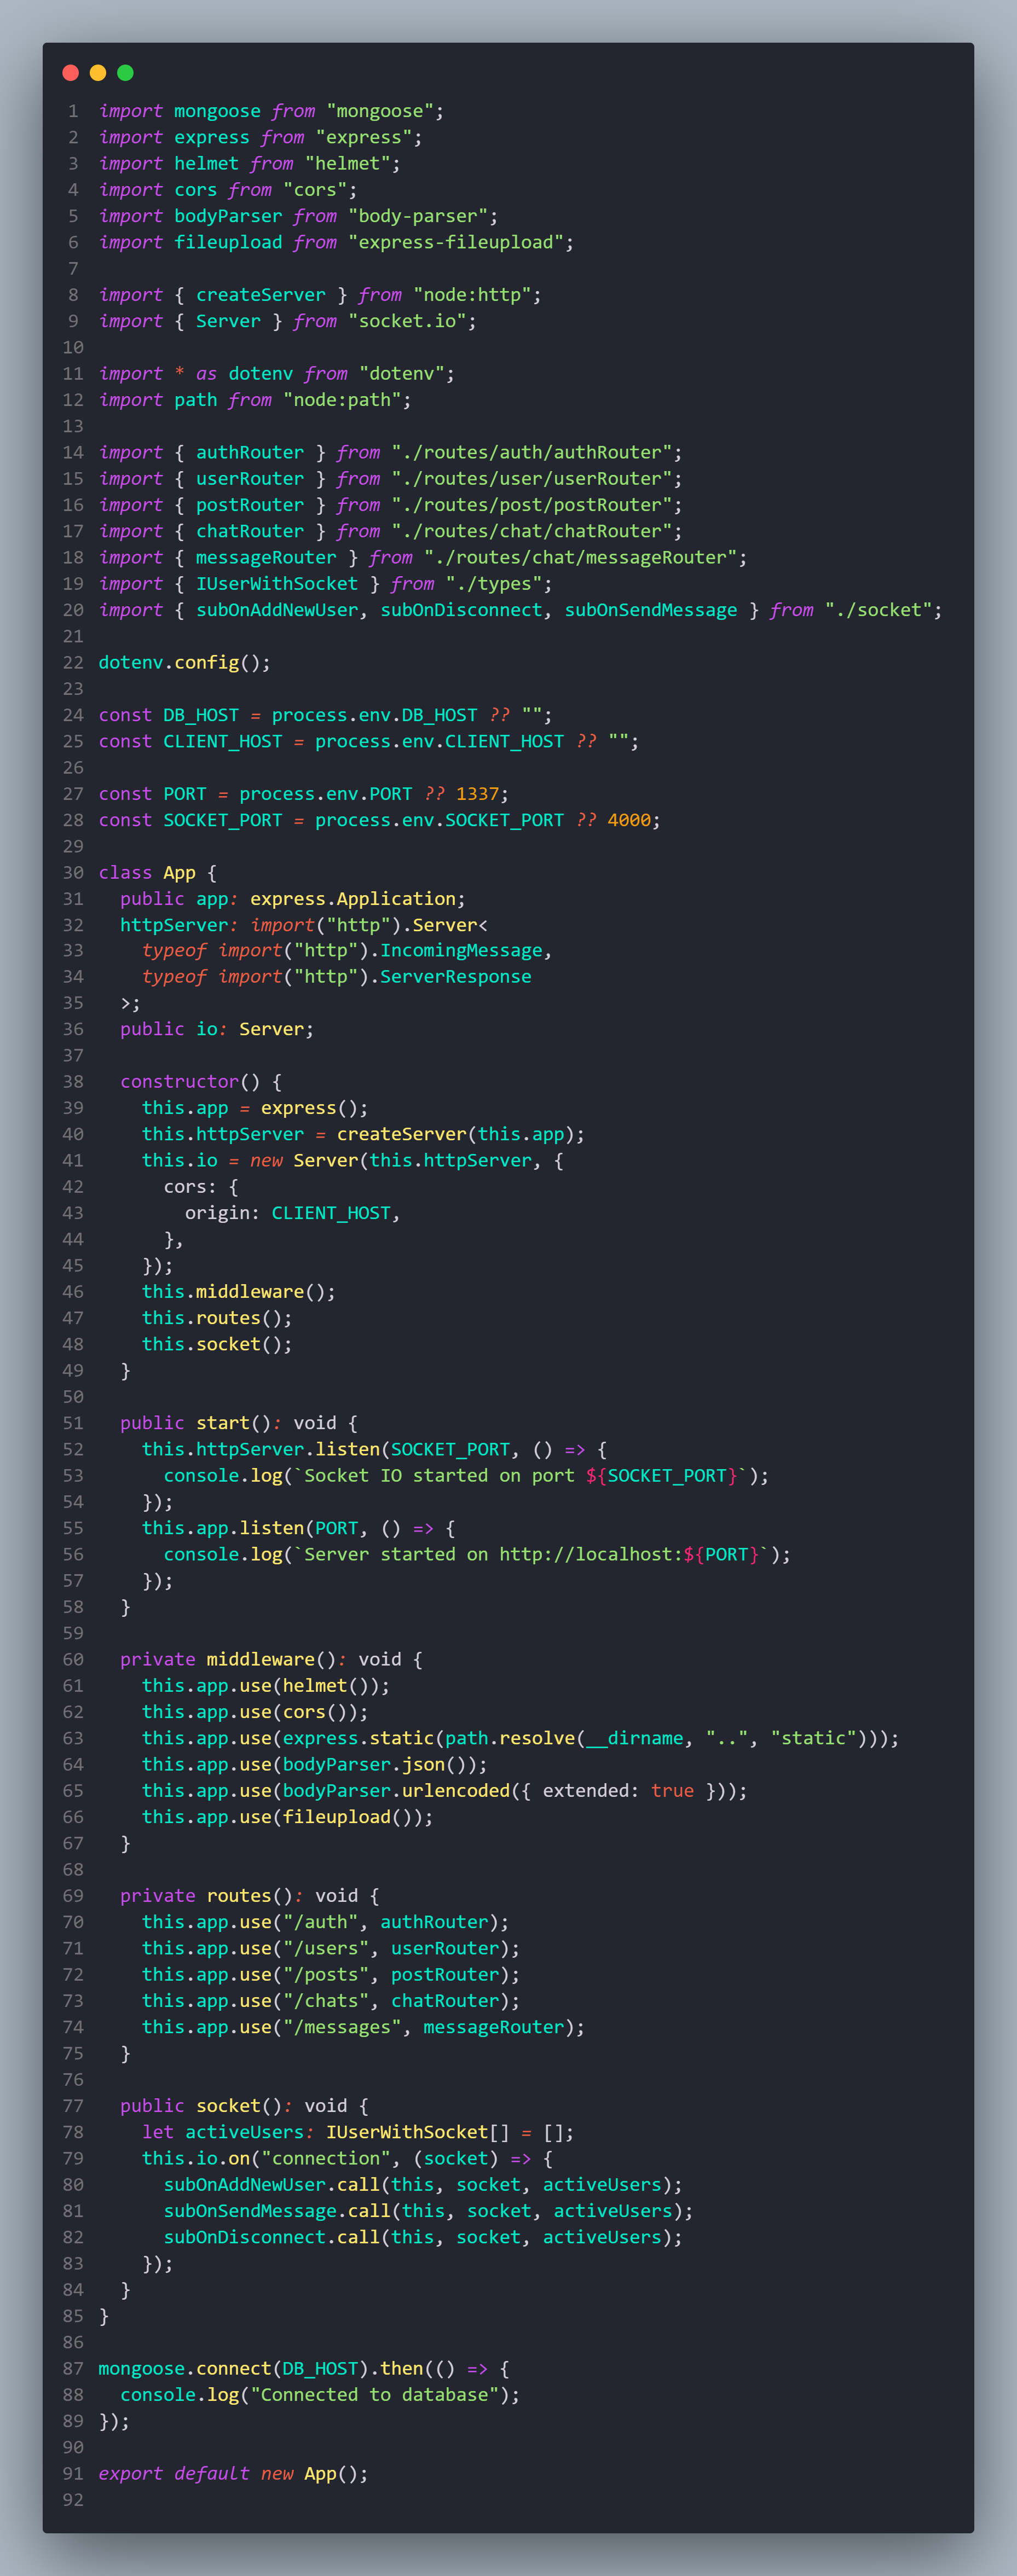 1 import mongoose from "mongoose";
2 import express from "express";
3 import helmet from "helmet";
4 import cors from "cors";
5 import bodyParser from "body-parser";
6 import fileupload from "express-fileupload";
7
8 import { createServer } from "node:http";
9 import { Server } from "socket.io";
10
11 import * as dotenv from "dotenv";
12 import path from "node:path";
13
14 import { authRouter } from "./routes/auth/authRouter";
15 import { userRouter } from "./routes/user/userRouter";
16 import { postRouter } from "./routes/post/postRouter";
17 import { chatRouter } from "./routes/chat/chatRouter";
18 import { messageRouter } from "./routes/chat/messageRouter";
19 import { IUserWithSocket } from "./types";
20 import { subOnAddNewUser, subOnDisconnect, subOnSendMessage } from "./socket";
21
22 dotenv.config();
23
24 const DB_HOST = process.env.DB_HOST ?? "";
25 const CLIENT_HOST = process.env.CLIENT_HOST ?? "";
26
27 const PORT = process.env.PORT ?? 1337;
28 const SOCKET_PORT = process.env.SOCKET_PORT ?? 4000;
29
30 class App {
31   public app: express.Application;
32   httpServer: import("http").Server<
33     typeof import("http").IncomingMessage,
34     typeof import("http").ServerResponse
35   >;
36   public io: Server;
37
38   constructor() {
39     this.app = express();
40     this.httpServer = createServer(this.app);
41     this.io = new Server(this.httpServer, {
42       cors: {
43         origin: CLIENT_HOST,
44       },
45     });
46     this.middleware();
47     this.routes();
48     this.socket();
49   }
50
51   public start(): void {
52     this.httpServer.listen(SOCKET_PORT, () => {
53       console.log(`Socket IO started on port ${SOCKET_PORT}`);
54     });
55     this.app.listen(PORT, () => {
56       console.log(`Server started on http://localhost:${PORT}`);
57     });
58   }
59
60   private middleware(): void {
61     this.app.use(helmet());
62     this.app.use(cors());
63     this.app.use(express.static(path.resolve(__dirname, "..", "static")));
64     this.app.use(bodyParser.json());
65     this.app.use(bodyParser.urlencoded({ extended: true }));
66     this.app.use(fileupload());
67   }
68
69   private routes(): void {
70     this.app.use("/auth", authRouter);
71     this.app.use("/users", userRouter);
72     this.app.use("/posts", postRouter);
73     this.app.use("/chats", chatRouter);
74     this.app.use("/messages", messageRouter);
75   }
76
77   public socket(): void {
78     let activeUsers: IUserWithSocket[] = [];
79     this.io.on("connection", (socket) => {
80       subOnAddNewUser.call(this, socket, activeUsers);
81       subOnSendMessage.call(this, socket, activeUsers);
82       subOnDisconnect.call(this, socket, activeUsers);
83     });
84   }
85 }
86
87 mongoose.connect(DB_HOST).then(() => {
88   console.log("Connected to database");
89 });
90
91 export default new App();
92